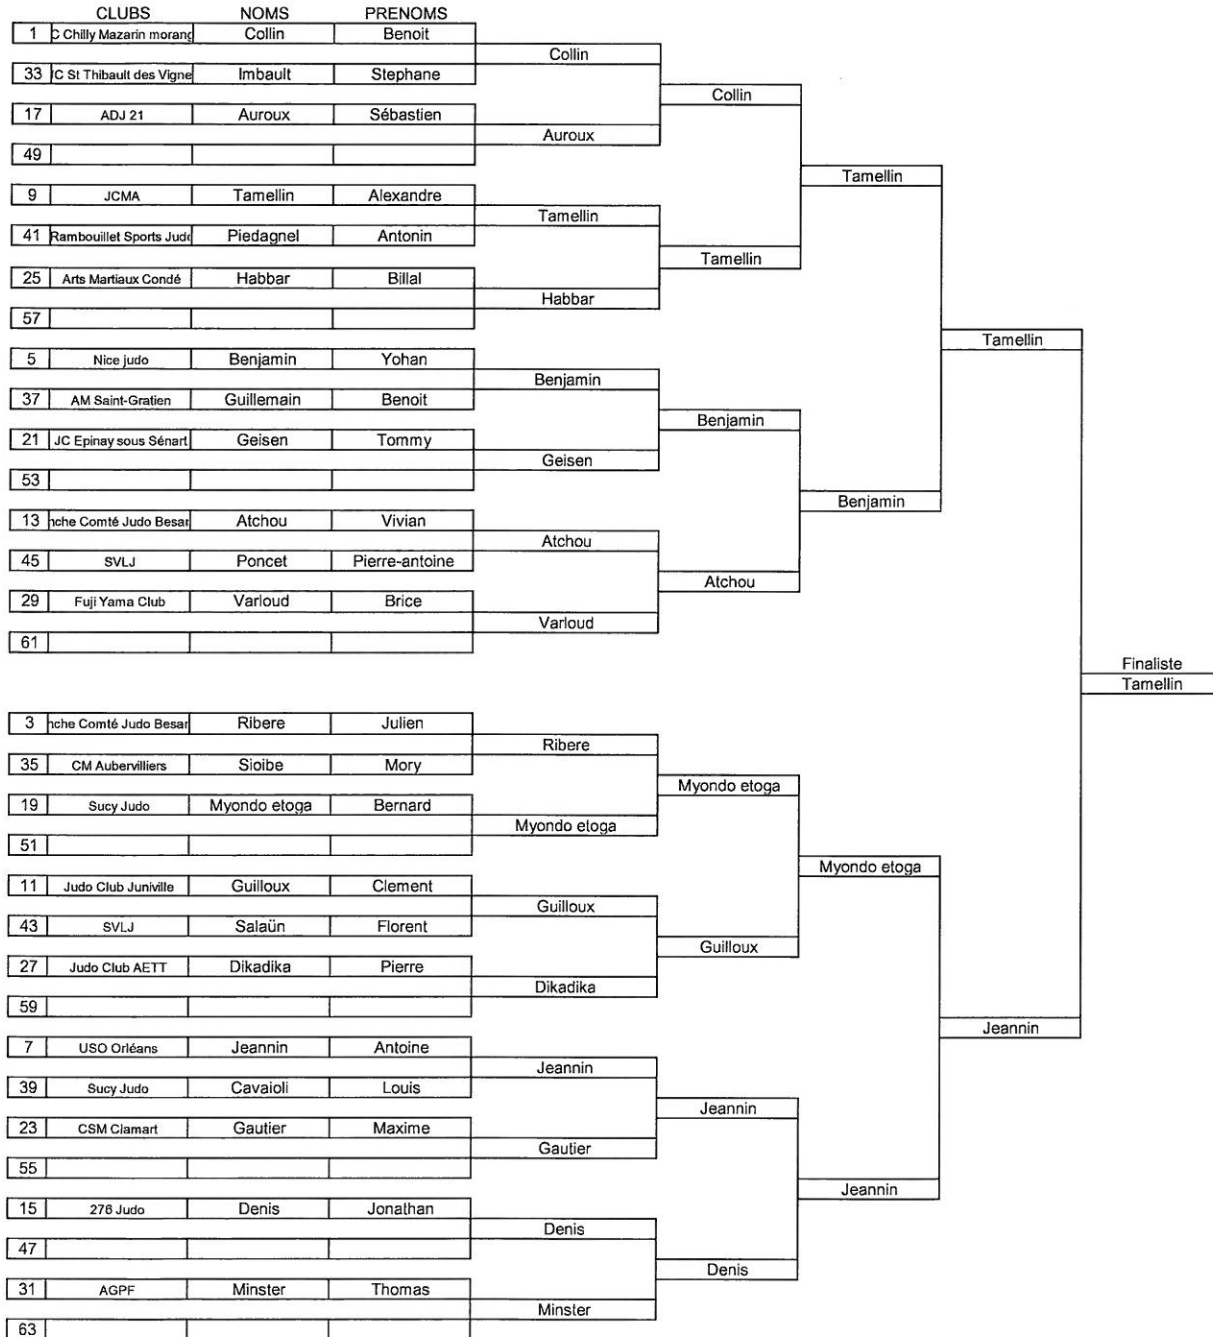 CLUBS NOMS PRENOMS
1 C Chilly Mazarin morang Collin Benoit
Collin
33 C St Thibault des Vigne Imbault Stephane
Collin
17 ADJ 21 Auroux Sébastien
Auroux
49
Tamellin
9 JCMA Tamellin Alexandre
Tamellin
41 Rambouillet Sports Jud Piedagnel Antonin
Tamellin
25 Arts Martiaux Condé Habbar Billal
Habbar
57
Tamellin
5 Nice judo Benjamin Yohan
Benjamin
37 AM Saint-Gratien Guillemain Benoit
Benjamin
21 JC Epinay sous Sénart Geisen Tommy
Geisen
53
Benjamin
13 nche Comté Judo Besar Atchou Vivian
Atchou
45 SVLJ Poncet Pierre-antoine
Atchou
29 Fuji Yama Club Varloud Brice
Varloud
61
Finaliste
Tamellin
3 nche Comté Judo Besar Ribere Julien
Ribere
35 CM Aubervilliers Sioibe Mory
Myondo etoga
19 Sucy Judo Myondo etoga Bernard
Myondo etoga
51
Myondo etoga
11 Judo Club Juniville Guilloux Clement
Guilloux
43 SVLJ Salaün Florent
Guilloux
27 Judo Club AETT Dikadika Pierre
Dikadika
59
Jeannin
7 USO Orléans Jeannin Antoine
Jeannin
39 Sucy Judo Cavaioli Louis
Jeannin
23 CSM Clamart Gautier Maxime
Gautier
55
Jeannin
15 276 Judo Denis Jonathan
Denis
47
Denis
31 AGPF Minster Thomas
Minster
63